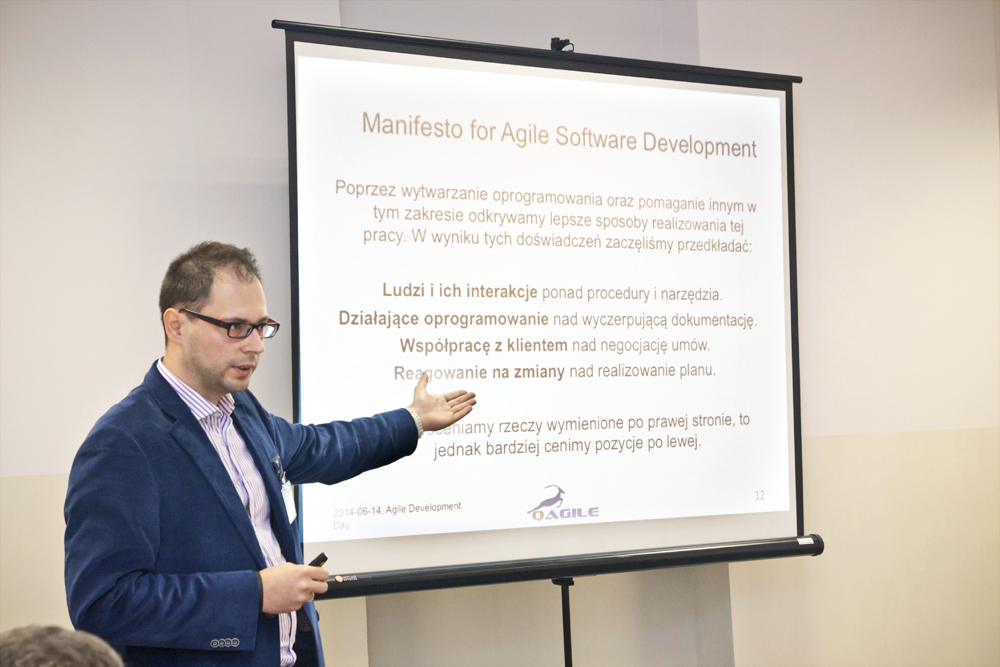 Manifesto for Agile Software Development
Poprzez wytwarzanie oprogramowania oraz pomaganie innym w
tym zakresie odkrywamy lepsze sposoby realizowania tej
pracy. W wyniku tych doświadczeń zaczęliśmy przedkładać:
Ludzi i ich interakcje ponad procedury i narzędzia.
Działające oprogramowanie nad wyczerpującą dokumentację.
Współpracę z klientem nad negocjację umów.
Reagowanie na zmiany nad realizowanie planu.
rzeczy wymienione po prawej stronie, to
jednak bardziej cenimy pozycje po lewej.
2014-06-14, Agile Development
Day
QAGILE
12